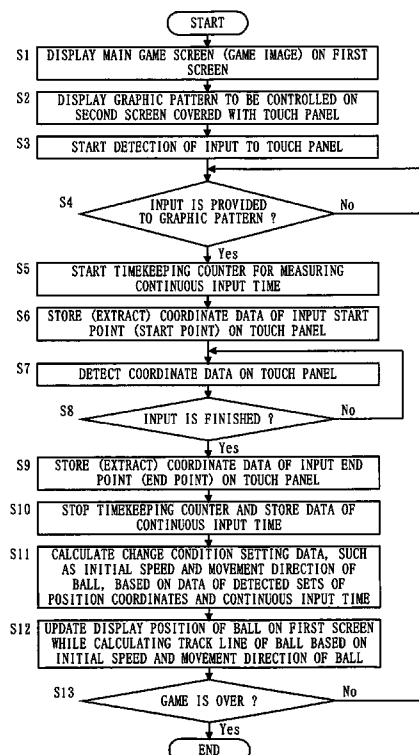 START
S1
DISPLAY MAIN GAME SCREEN (GAME IMAGE) ON FIRST
SCREEN
S2
DISPLAY GRAPHIC PATTERN TO BE CONTROLLED ON
SECOND SCREEN COVERED WITH TOUCH PANEL
S3
START DETECTION OF INPUT TO TOUCH PANEL
S4
INPUT IS PROVIDED
TO GRAPHIC PATTERN ?
No
Yes
S5
START TIMEKEEPING COUNTER FOR MEASURING
CONTINUOUS INPUT TIME
S6
STORE (EXTRACT) COORDINATE DATA OF INPUT START
POINT (START POINT) ON TOUCH PANEL
S7
DETECT COORDINATE DATA ON TOUCH PANEL
S8
INPUT IS FINISHED ?
No
Yes
S9
STORE (EXTRACT) COORDINATE DATA OF INPUT END
POINT (END POINT) ON TOUCH PANEL
S10
STOP TIMEKEEPING COUNTER AND STORE DATA OF
CONTINUOUS INPUT TIME
S11
CALCULATE CHANGE CONDITION SETTING DATA, SUCH
AS INITIAL SPEED AND MOVEMENT DIRECTION OF
BALL, BASED ON DATA OF DETECTED SETS OF
POSITION COORDINATES AND CONTINUOUS INPUT TIME
S12
UPDATE DISPLAY POSITION OF BALL ON FIRST SCREEN
WHILE CALCULATING TRACK LINE OF BALL BASED ON
INITIAL SPEED AND MOVEMENT DIRECTION OF BALL
S13
GAME IS OVER ?
No
Yes
END